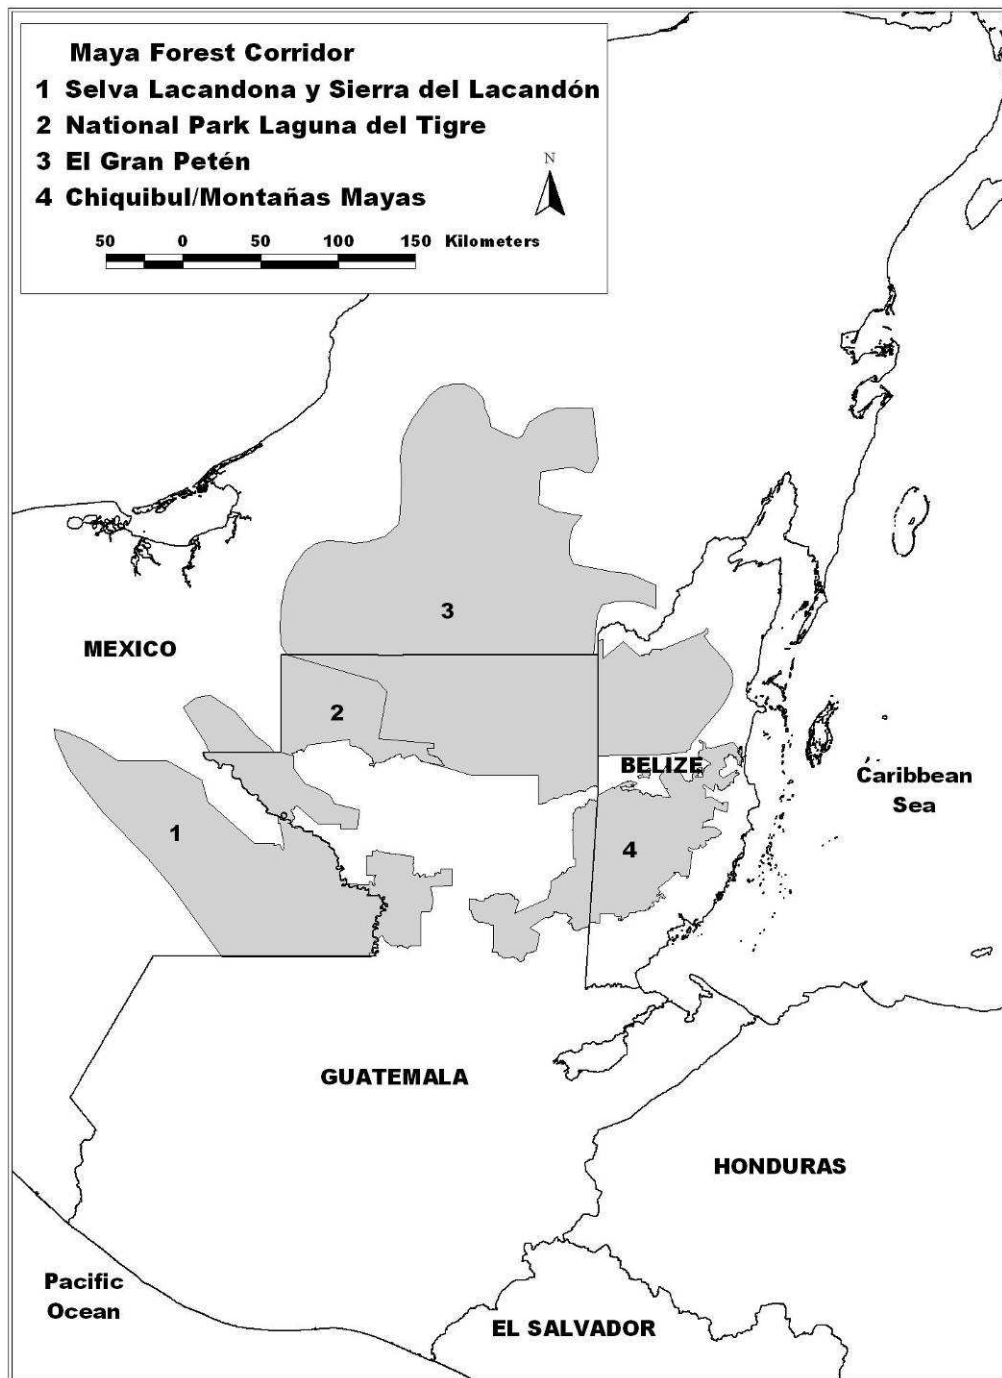 Maya Forest Corridor
1 Selva Lacandona y Sierra del Lacandón
2 National Park Laguna del Tigre
3 El Gran Petén
4 Chiquibul/Montañas Mayas
N
50 0 50 100 150 Kilometers
3
MEXICO
2
BELIZE
Caribbean
Sea
1
4
GUATEMALA
HONDURAS
Pacific
Ocean
EL SALVADOR